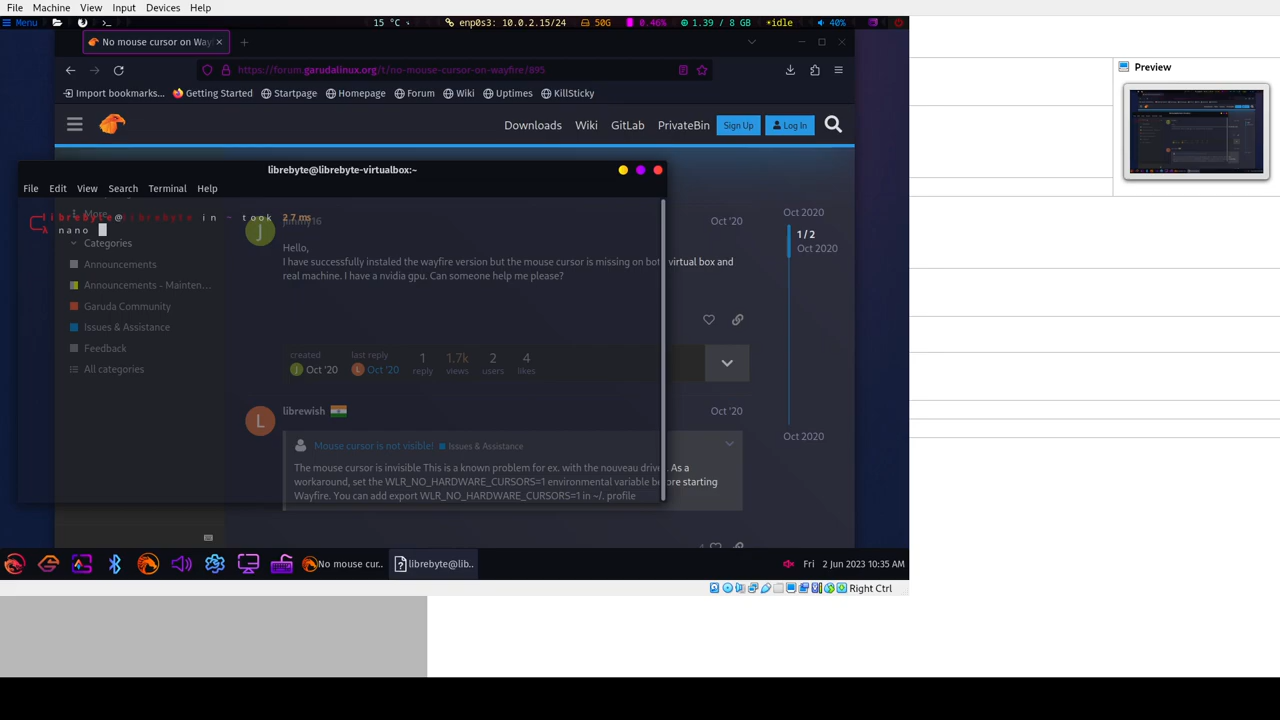 File Machine View Input Devices Help
Menu 15 °C enp0s3: 10.0.2.15/24 50G 0.46% 1.39 / 8 GB idle 40%
No mouse cursor on Way
https://forum.garudalinux.org/t/no-mouse-cursor-on-wayfire/895
Import bookmarks... Getting Started Startpage Homepage Forum Wiki Uptimes KillSticky
Downloads Wiki GitLab PrivateBin Sign Up Log In
librebyte@librebyte-virtualbox:~
File Edit View Search Terminal Help
librebyte@librebyte in ~ took 27ms
λ nano
More
Categories
Announcements
Announcements - Mainten...
Garuda Community
Issues & Assistance
Feedback
All categories
J
jimmy16
Oct '20
Hello,
I have successfully instaled the wayfire version but the mouse cursor is missing on both virtual box and
real machine. I have a nvidia gpu. Can someone help me please?
created last reply 1 1.7k 2 4
J Oct '20 L Oct '20 reply views users likes
L
librewish
Oct '20
Mouse cursor is not visible! Issues & Assistance
The mouse cursor is invisible This is a known problem for ex. with the nouveau driver. As a
workaround, set the WLR_NO_HARDWARE_CURSORS=1 environmental variable before starting
Wayfire. You can add export WLR_NO_HARDWARE_CURSORS=1 in ~/. profile
Oct 2020
1 / 2
Oct 2020
Oct 2020
No mouse cur.. librebyte@lib.. Fri 2 Jun 2023 10:35 AM
Right Ctrl
Preview